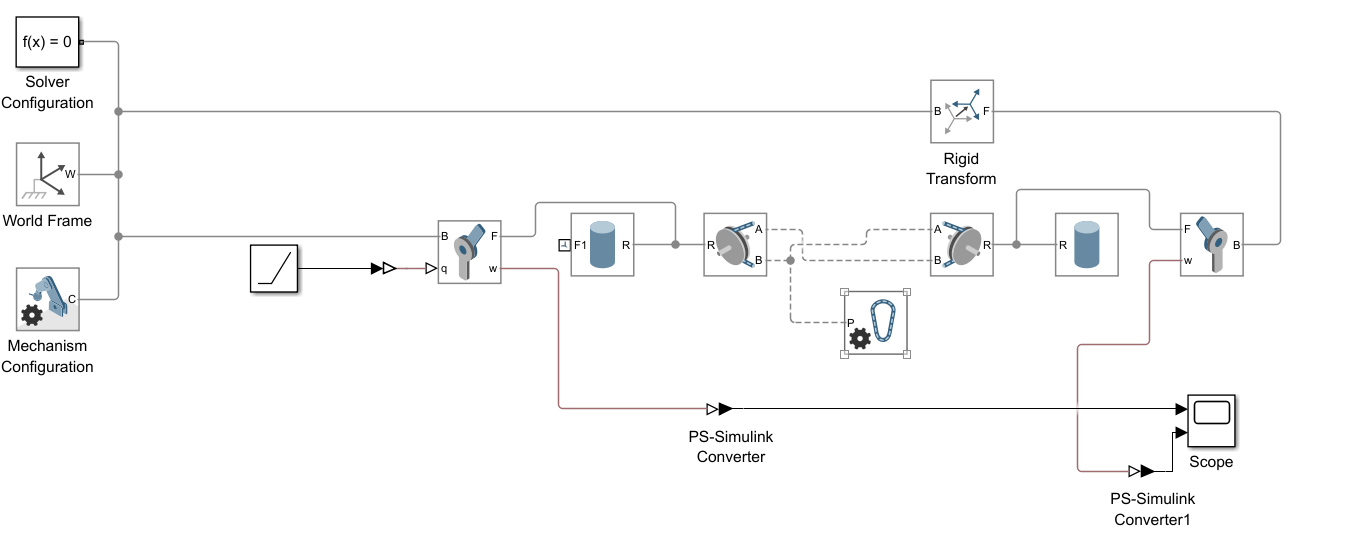 f(x) = 0
Solver
Configuration
B
F
Rigid
Transform
W
World Frame
B
F
q
w
F1
R
R
A
B
A
B
R
R
F
w
B
C
Mechanism
Configuration
P
PS-Simulink
Converter
Scope
PS-Simulink
Converter1